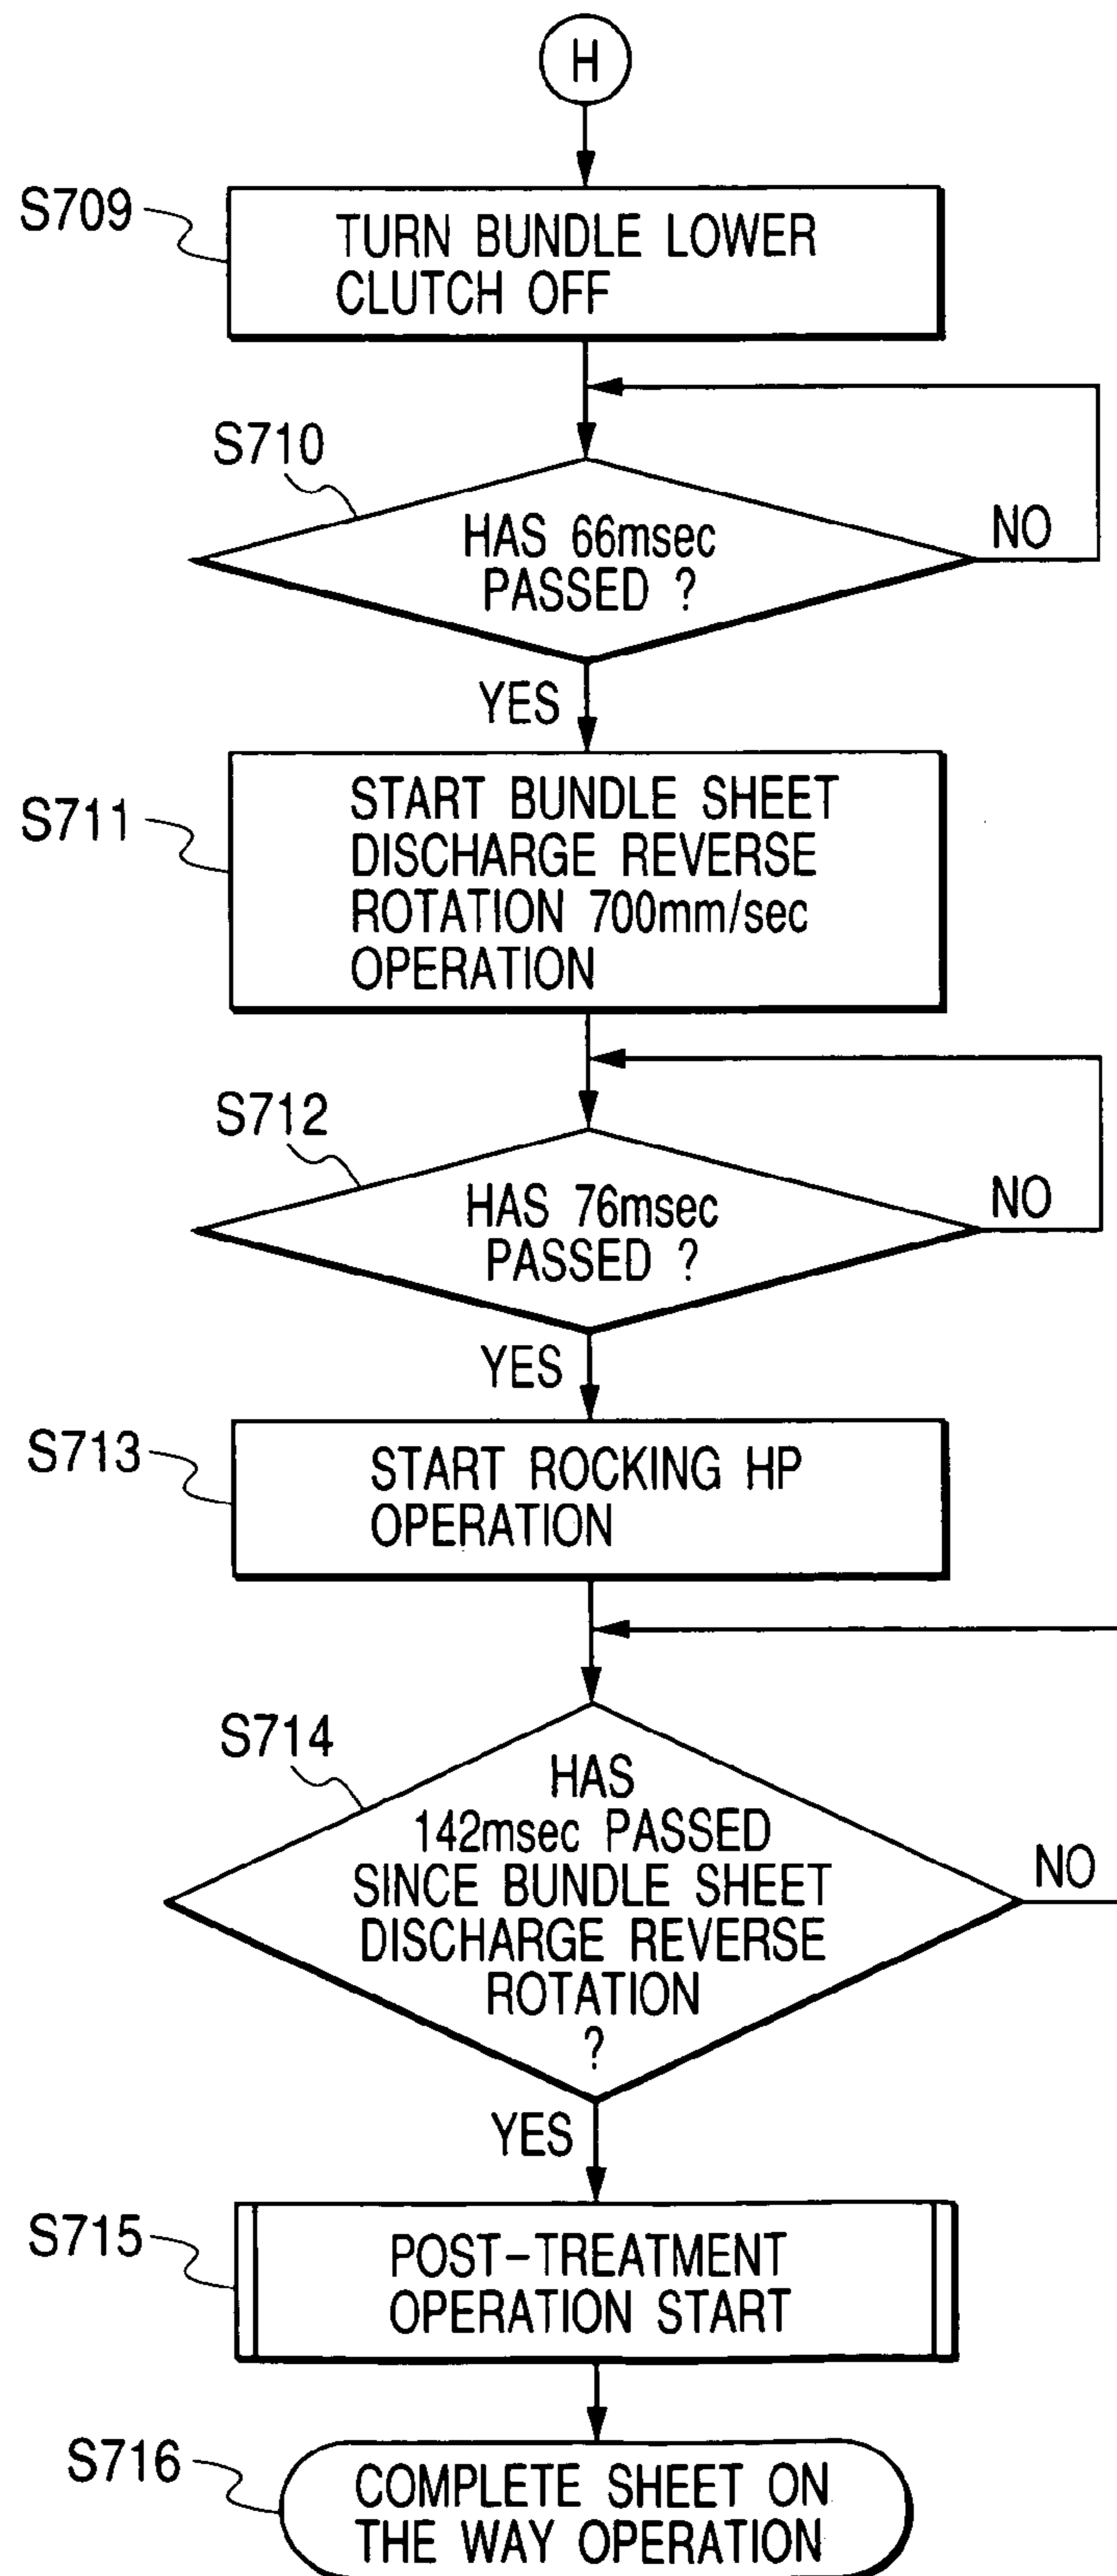 H
S709
TURN BUNDLE LOWER
CLUTCH OFF
S710
HAS 66msec
PASSED ?
NO
YES
S711
START BUNDLE SHEET
DISCHARGE REVERSE
ROTATION 700mm/sec
OPERATION
S712
HAS 76msec
PASSED ?
NO
YES
S713
START ROCKING HP
OPERATION
S714
HAS
142msec PASSED
SINCE BUNDLE SHEET
DISCHARGE REVERSE
ROTATION
?
NO
YES
S715
POST-TREATMENT
OPERATION START
S716
COMPLETE SHEET ON
THE WAY OPERATION